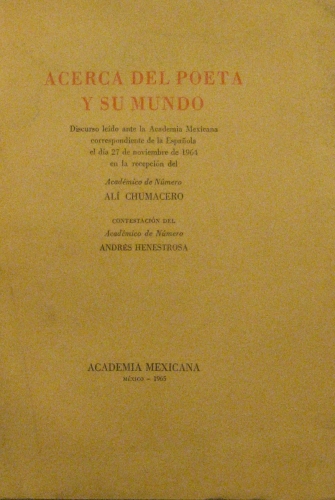 ACERCA DEL POETA
Y SU MUNDO
Discurso leído ante la Academia Mexicana
correspondiente de la Española
el día 27 de noviembre de 1964
en la recepción del
Académico de Número
ALÍ CHUMACERO
CONTESTACIÓN DEL
Académico de Número
ANDRÉS HENESTROSA
ACADEMIA MEXICANA
MÉXICO – 1965